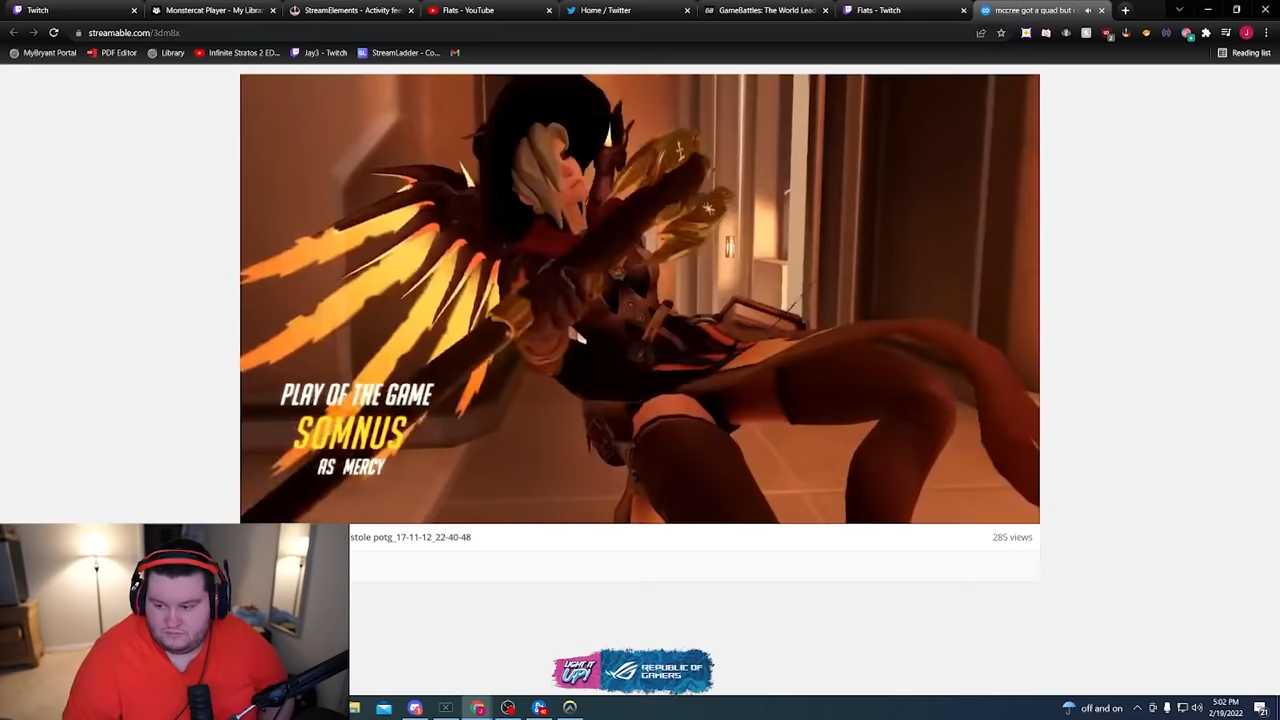 Twitch
Monstercat Player - My Librar
StreamElements - Activity fee
Flats - YouTube
Home / Twitter
GameBattles: The World Lead
Flats - Twitch
mccree got a quad but i
streamable.com/3dm8x
MyBryant Portal
PDF Editor
Library
Infinite Stratos 2 ED...
Jay3 - Twitch
StreamLadder - Co...
Reading list
PLAY OF THE GAME
SOMNUS
AS MERCY
stole potg_17-11-12_22-40-48
285 views
LIGHT IT UP!
REPUBLIC OF
GAMERS
off and on
5:02 PM
2/19/2022
21